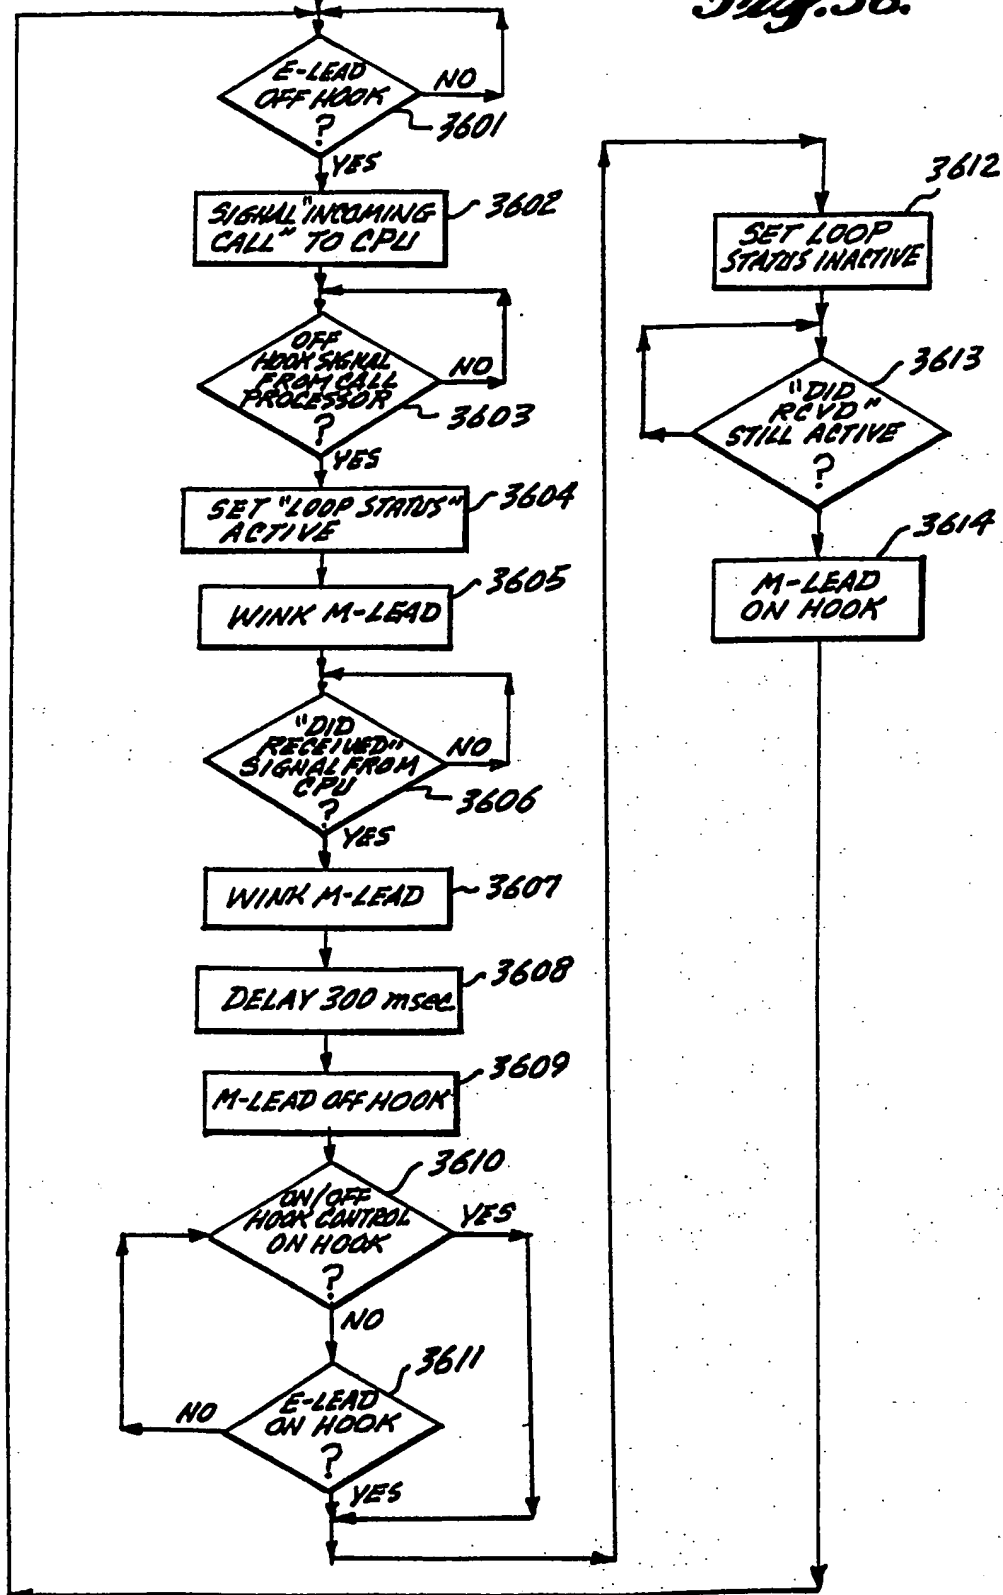 Fig. 36.
E-LEAD
OFF HOOK
?
NO
3601
YES
SIGNAL "INCOMING
CALL" TO CPU
3602
OFF
HOOK SIGNAL
FROM CALL
PROCESSOR
?
NO
3603
YES
SET "LOOP STATUS"
ACTIVE
3604
WINK M-LEAD
3605
"DID
RECEIVED"
SIGNAL FROM
CPU
?
NO
3606
YES
WINK M-LEAD
3607
DELAY 300 msec.
3608
M-LEAD OFF HOOK
3609
ON/OFF
HOOK CONTROL
ON HOOK
?
3610
YES
NO
E-LEAD
ON HOOK
?
3611
NO
YES
3612
SET LOOP
STATUS INACTIVE
3613
"DID
RCVD"
STILL ACTIVE
?
3614
M-LEAD
ON HOOK